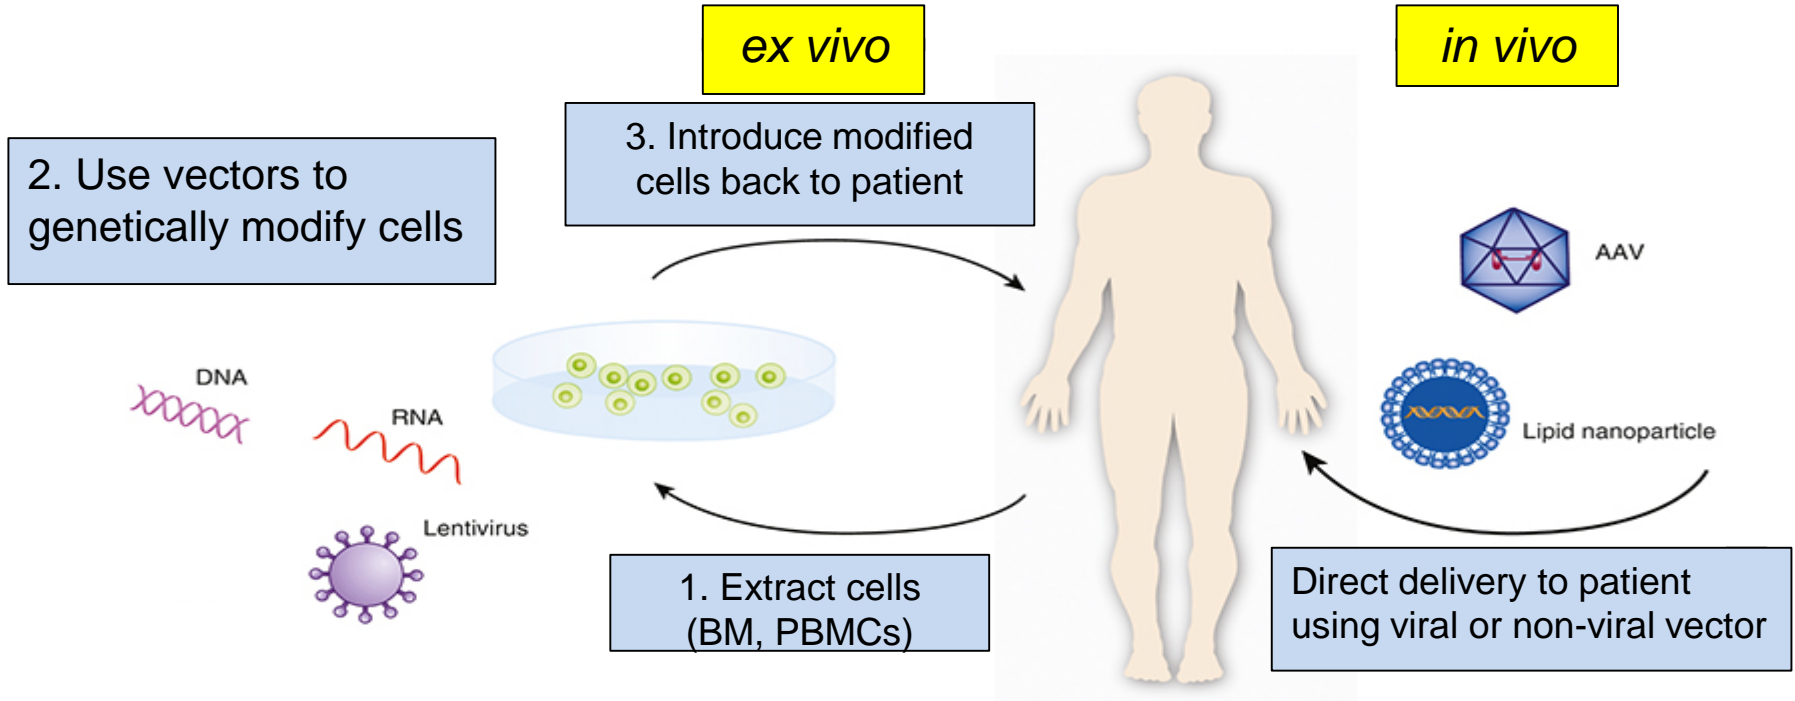 ex vivo
in vivo
3. Introduce modified
cells back to patient
2. Use vectors to
genetically modify cells
AAV
DNA
RNA
Lipid nanoparticle
Lentivirus
1. Extract cells
(BM, PBMCs)
Direct delivery to patient
using viral or non-viral vector